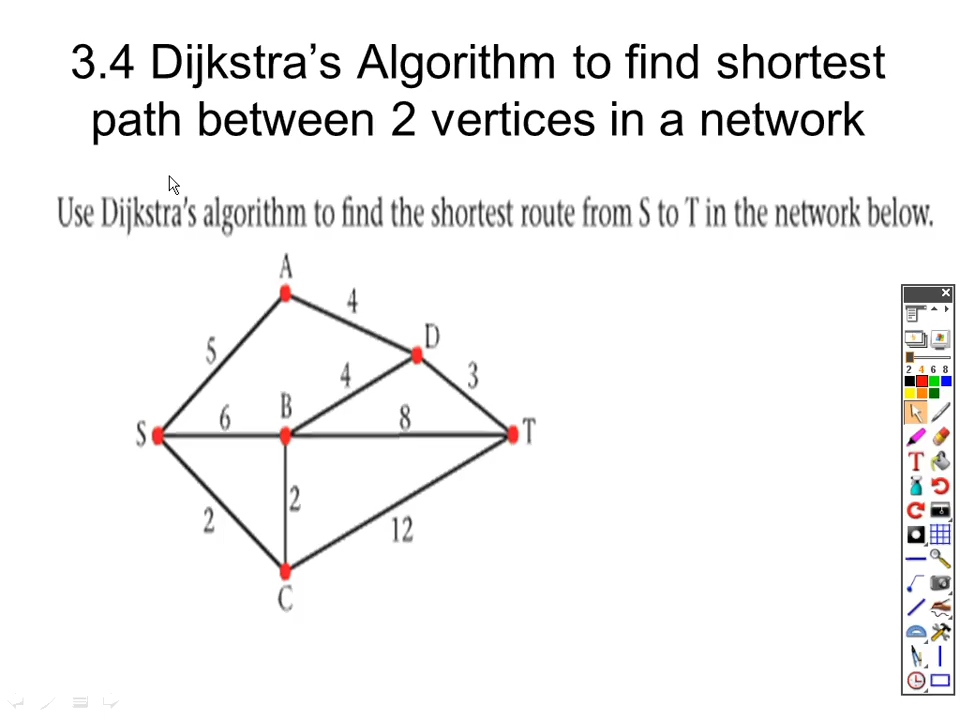 3.4 Dijkstra's Algorithm to find shortest
path between 2 vertices in a network
Use Dijkstra's algorithm to find the shortest route from S to T in the network below.
A
4
D
5
4
3
B
6
8
S
T
2
2
12
C
2 4 6 8
T